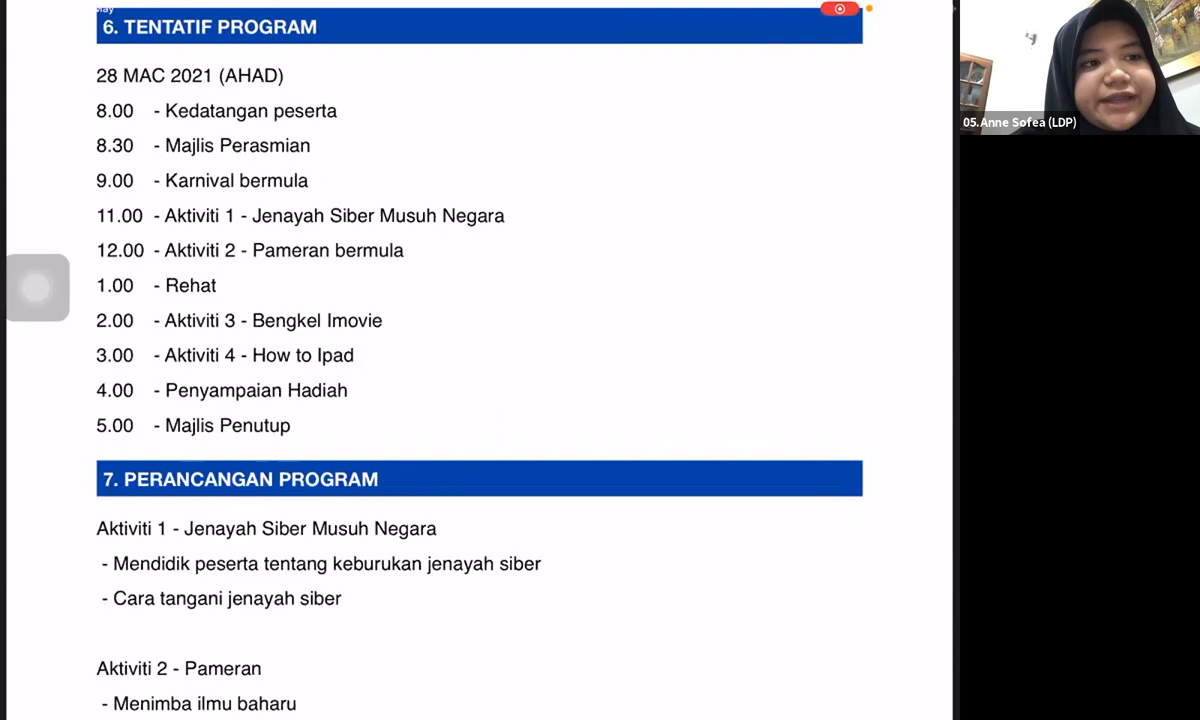 May
6. TENTATIF PROGRAM
28 MAC 2021 (AHAD)
8.00 - Kedatangan peserta
8.30 - Majlis Perasmian
9.00 - Karnival bermula
11.00 - Aktiviti 1 - Jenayah Siber Musuh Negara
12.00 - Aktiviti 2 - Pameran bermula
1.00 - Rehat
2.00 - Aktiviti 3 - Bengkel Imovie
3.00 - Aktiviti 4 - How to Ipad
4.00 - Penyampaian Hadiah
5.00 - Majlis Penutup
7. PERANCANGAN PROGRAM
Aktiviti 1 - Jenayah Siber Musuh Negara
- Mendidik peserta tentang keburukan jenayah siber
- Cara tangani jenayah siber
Aktiviti 2 - Pameran
- Menimba ilmu baharu
05.Anne Sofea (LDP)